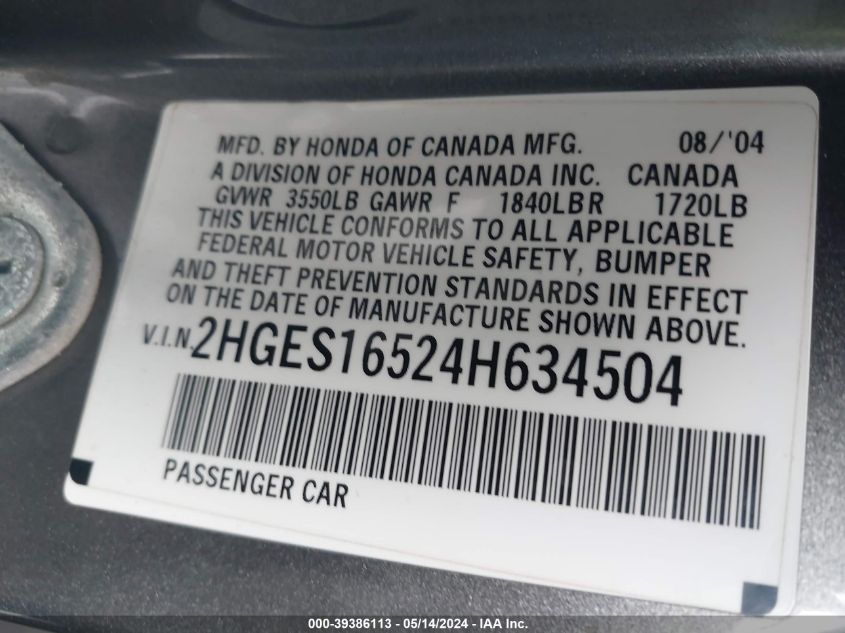 MFD. BY HONDA OF CANADA MFG. 08/'04
A DIVISION OF HONDA CANADA INC. CANADA
GVWR 3550LB GAWR F 1840LB R 1720LB
THIS VEHICLE CONFORMS TO ALL APPLICABLE
FEDERAL MOTOR VEHICLE SAFETY, BUMPER
AND THEFT PREVENTION STANDARDS IN EFFECT
ON THE DATE OF MANUFACTURE SHOWN ABOVE.
V.I.N. 2HGES16524H634504
PASSENGER CAR
000-39386113 - 05/14/2024 - IAA Inc.